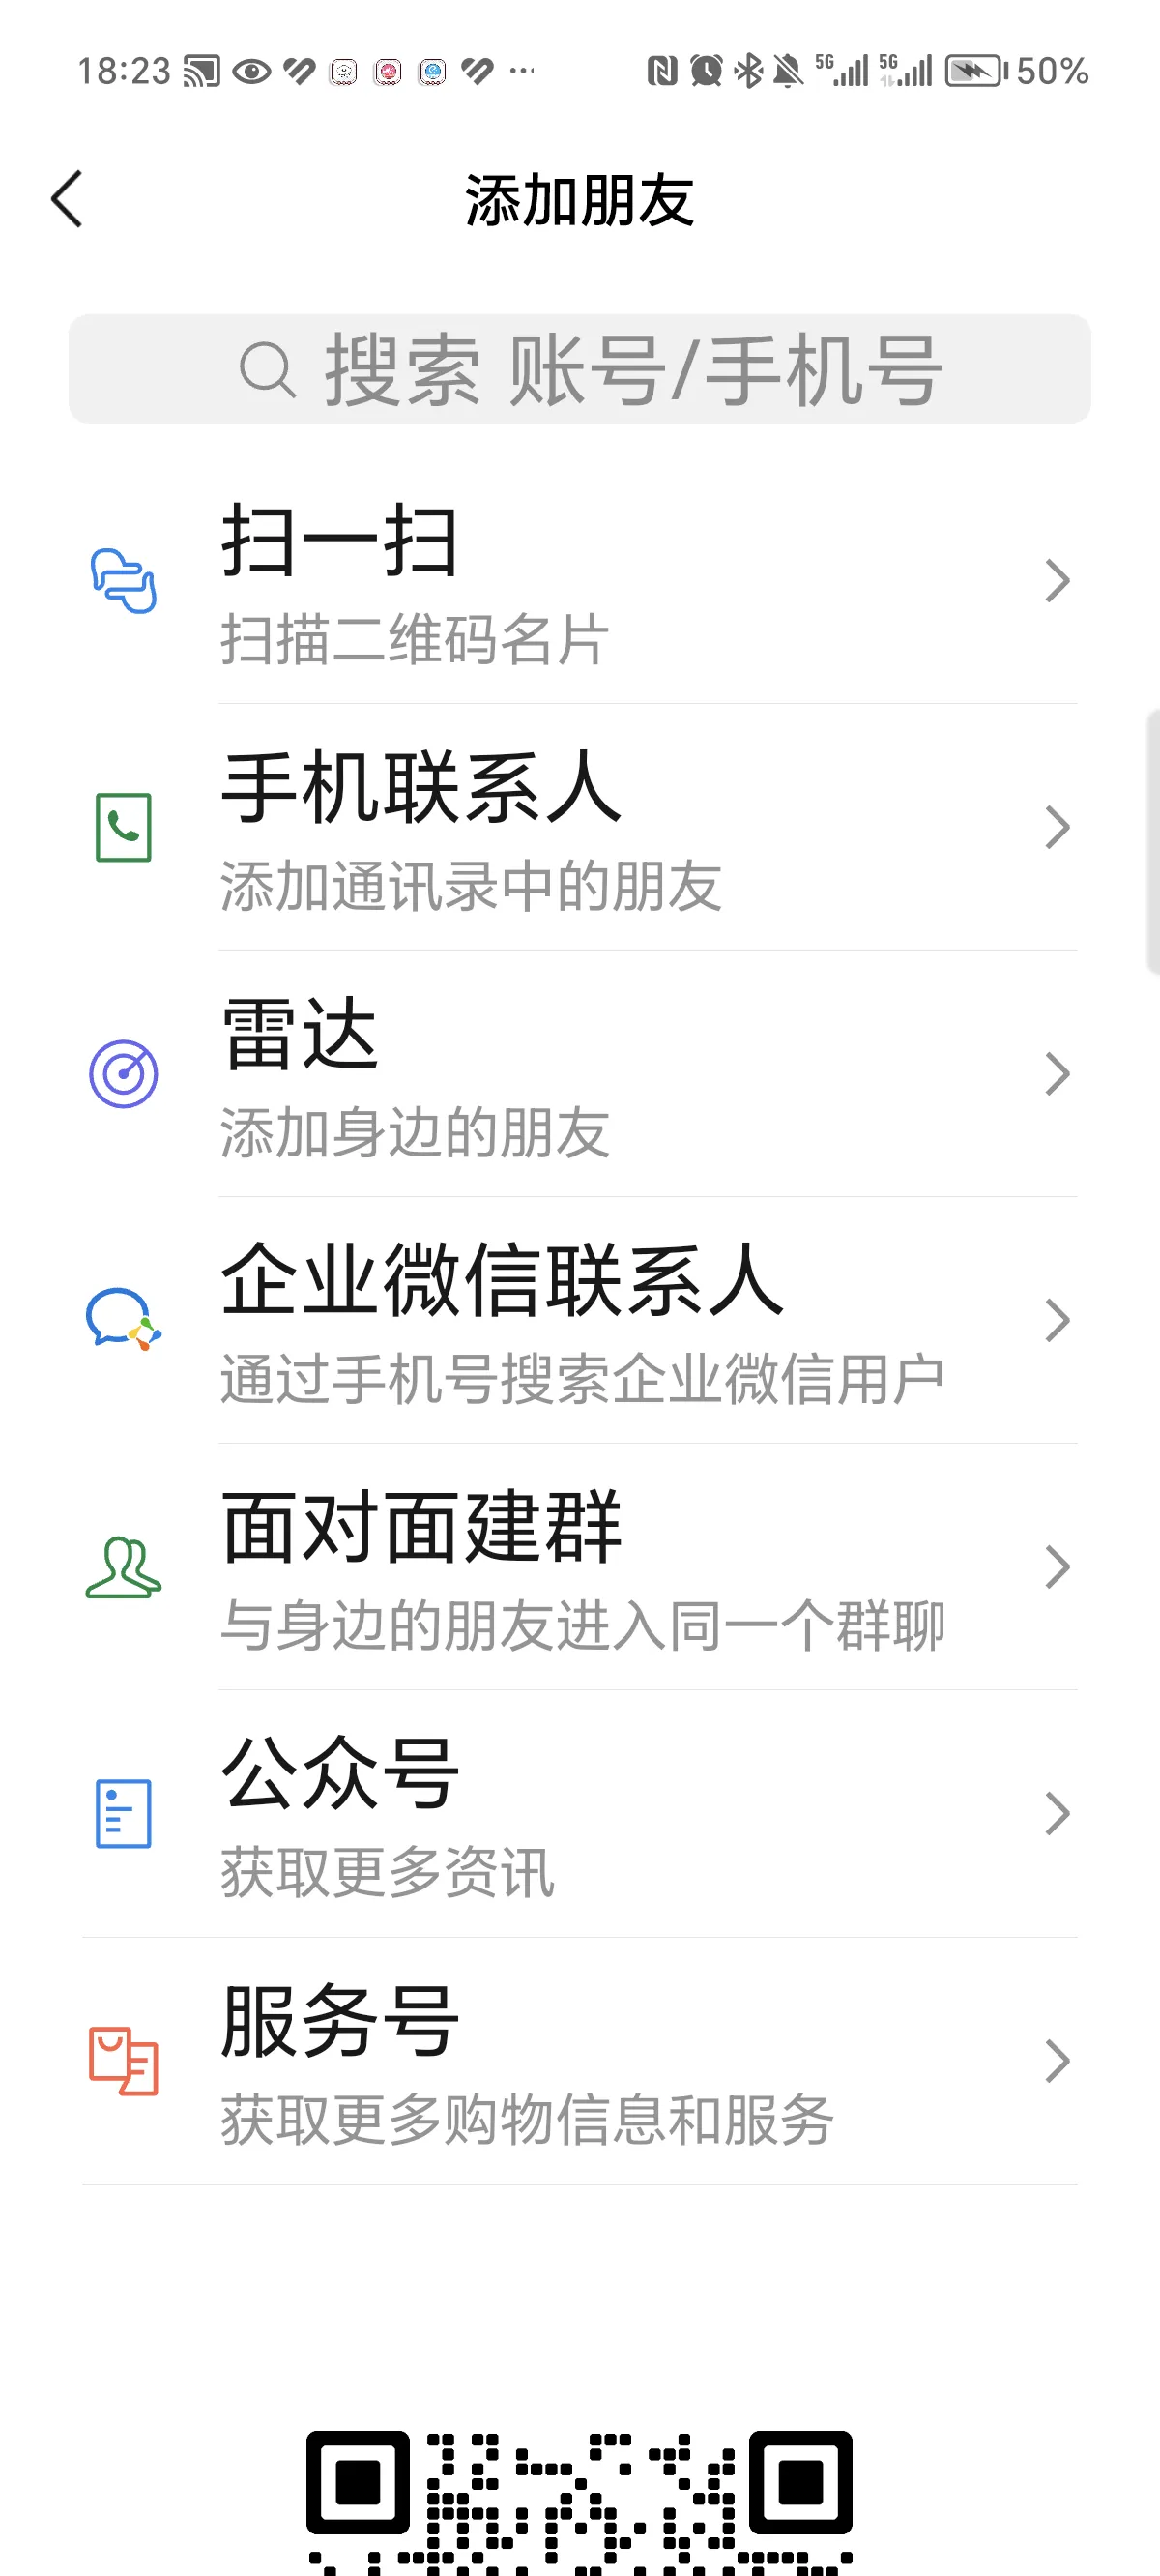 18:23 5G 5G 50%
添加朋友
搜索 账号/手机号
扫一扫
扫描二维码名片
手机联系人
添加通讯录中的朋友
雷达
添加身边的朋友
企业微信联系人
通过手机号搜索企业微信用户
面对面建群
与身边的朋友进入同一个群聊
公众号
获取更多资讯
服务号
获取更多购物信息和服务